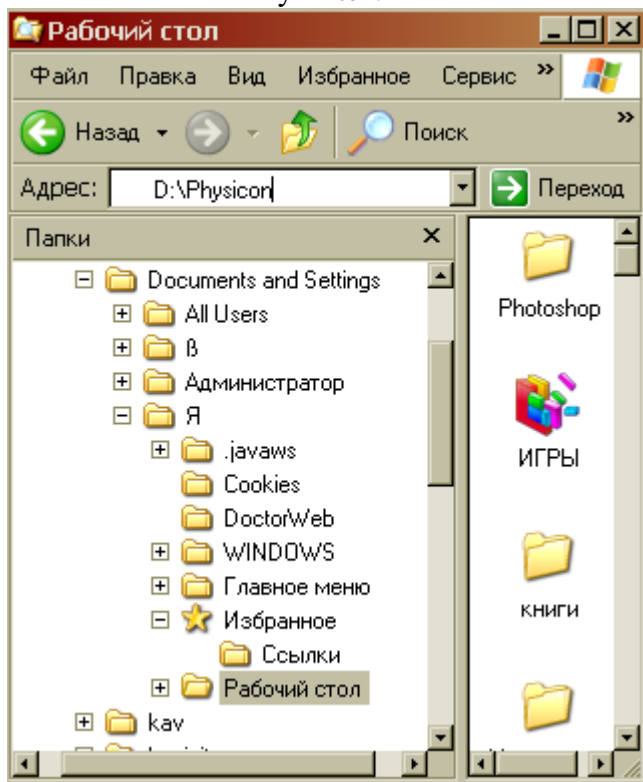 Рабочий стол
Файл Правка Вид Избранное Сервис »
Назад Поиск »
Адрес: D:\Physicon Переход
Папки
Documents and Settings
All Users
ß
Администратор
Я
.javaws
Cookies
DoctorWeb
WINDOWS
Главное меню
Избранное
Ссылки
Рабочий стол
kav
Photoshop
ИГРЫ
книги